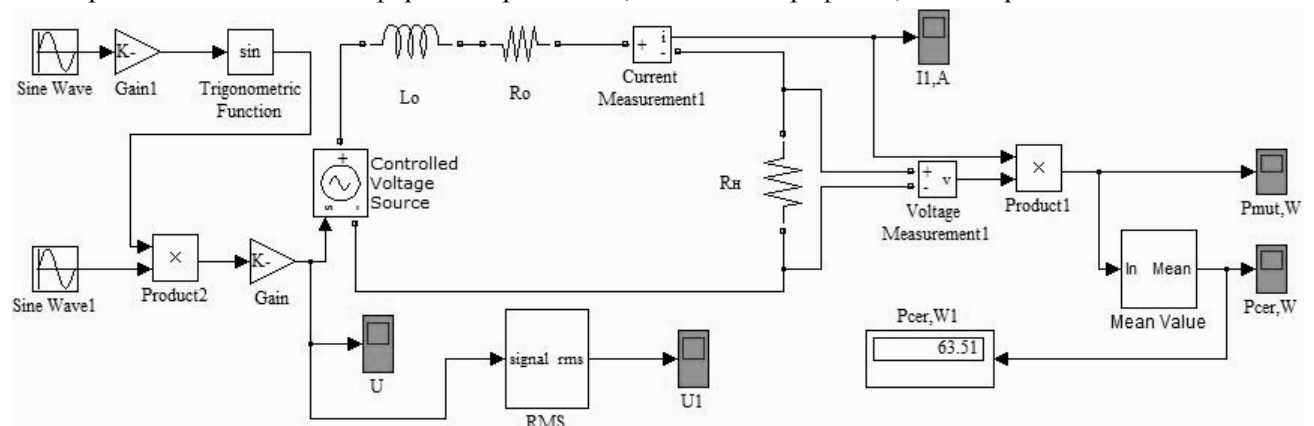 K-
sin
Sine Wave
Gain1
Trigonometric
Function
Lo
Ro
+
i
-
Current
Measurement1
I1,A
+
s
-
Controlled
Voltage
Source
Rн
+
-
v
Voltage
Measurement1
×
Product1
Pmut,W
Sine Wave1
×
Product2
K-
Gain
In Mean
Mean Value
Pcer,W
Pcer,W1
63.51
U
signal rms
RMS
U1